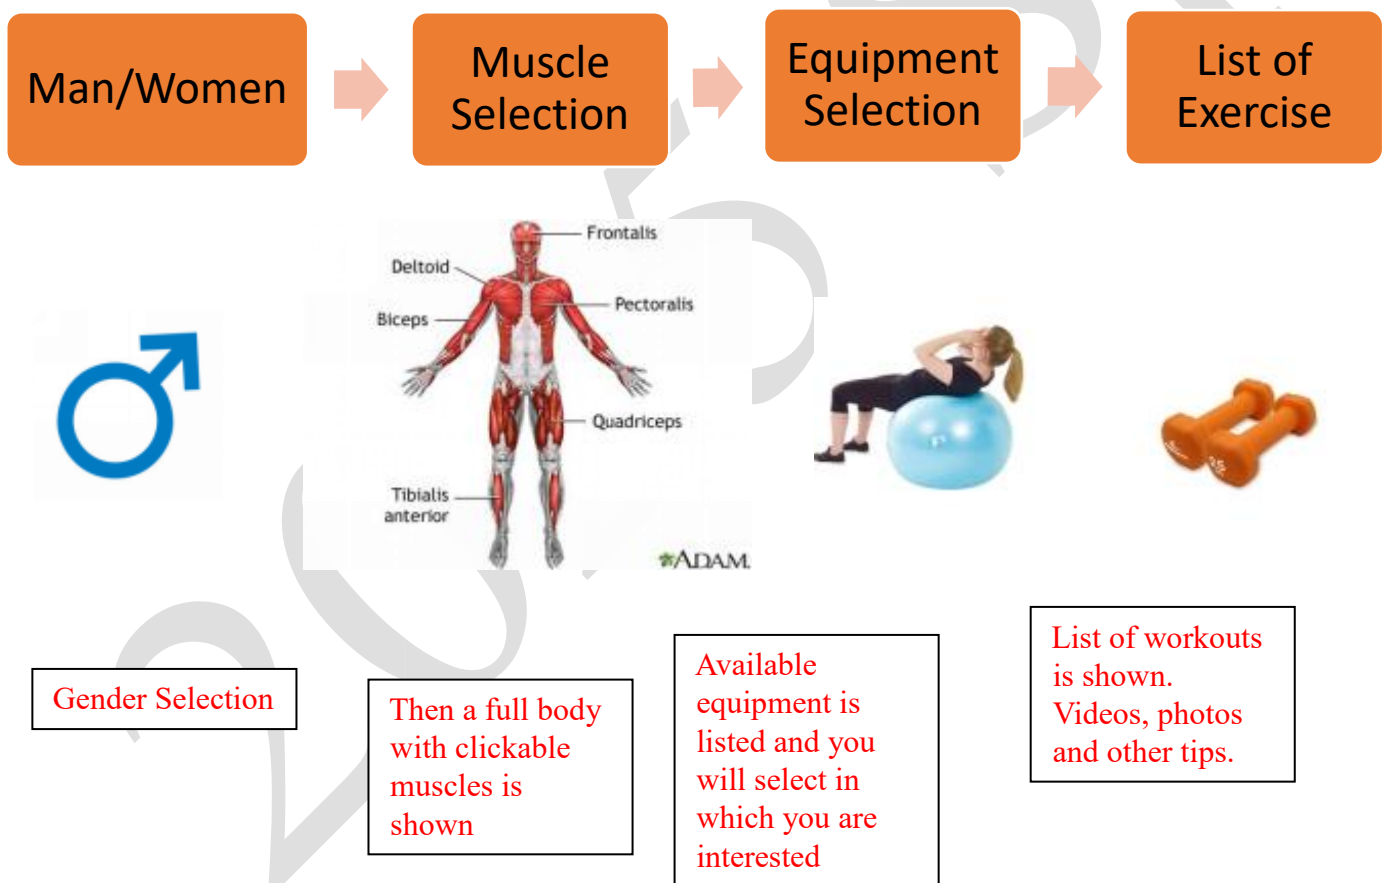 Man/Women
Muscle
Selection
Equipment
Selection
List of
Exercise
Frontalis
Deltoid
Pectoralis
Biceps
Quadriceps
Tibialis
anterior
ADAM.
Gender Selection
Then a full body
with clickable
muscles is
shown
Available
equipment is
listed and you
will select in
which you are
interested
List of workouts
is shown.
Videos, photos
and other tips.